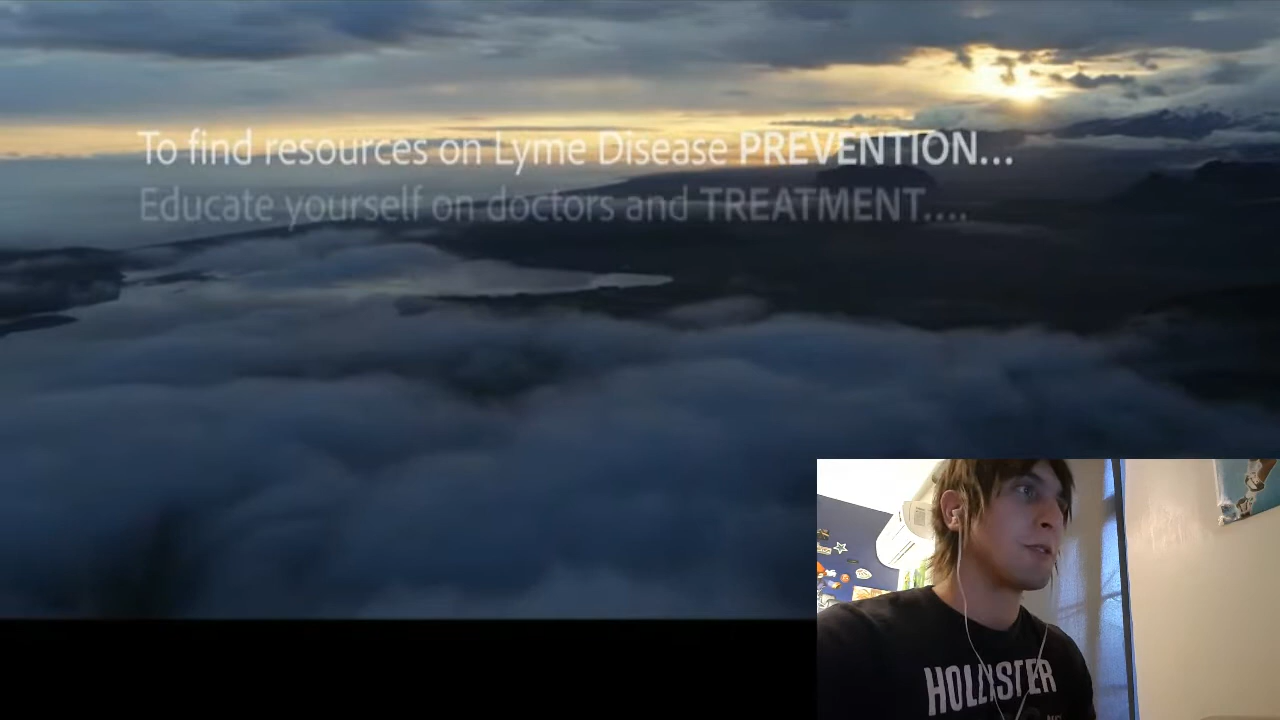 To find resources on Lyme Disease PREVENTION...
Educate yourself on doctors and TREATMENT....
HOLLISTER